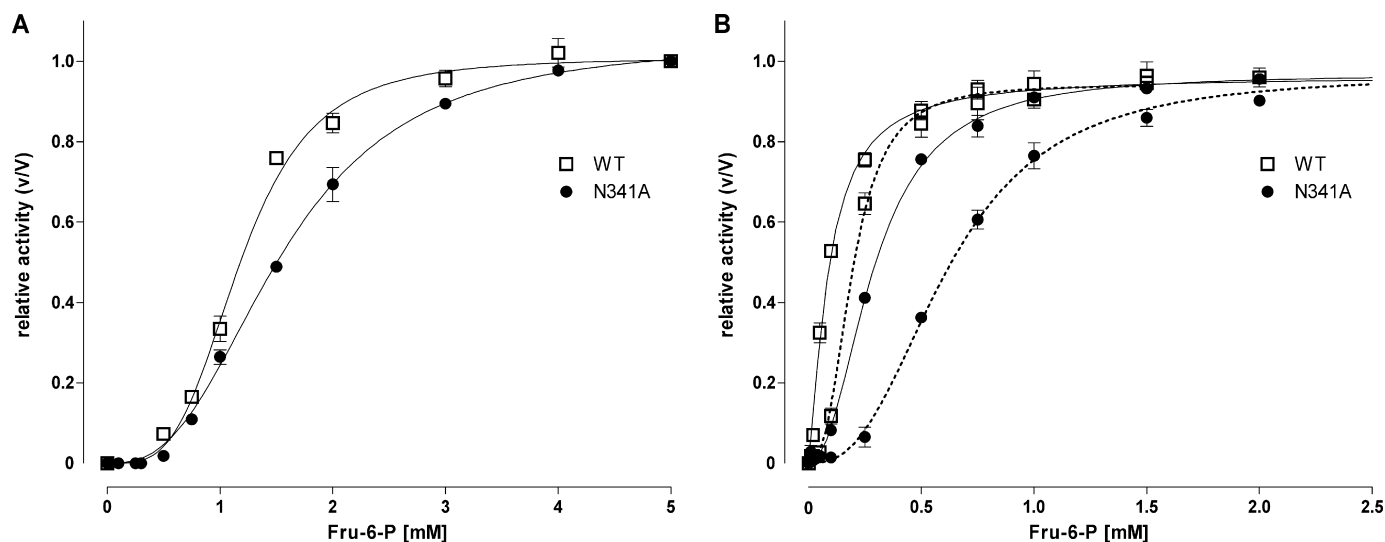 A
relative activity (v/V)
1.0
0.8
0.6
0.4
0.2
0
0 1 2 3 4 5
Fru-6-P [mM]
WT
N341A
B
relative activity (v/V)
1.0
0.8
0.6
0.4
0.2
0
0 0.5 1.0 1.5 2.0 2.5
Fru-6-P [mM]
WT
N341A